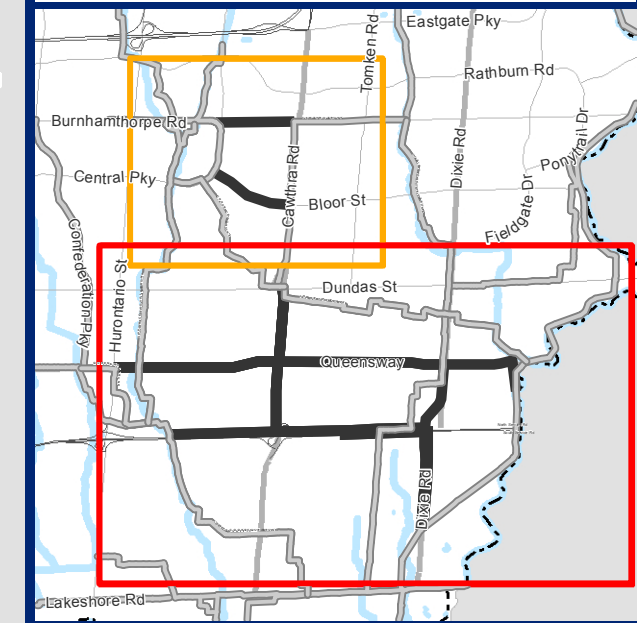 Eastgate Pky
Tomken Rd
Rathburn Rd
Burnhamthorpe Rd
Dixie Rd
Ponytrail Dr
Cawthra Rd
Central Pky
Bloor St
Fieldgate Dr
Confederation Pky
Hurontario St
Dundas St
Queensway
Dixie Rd
Lakeshore Rd